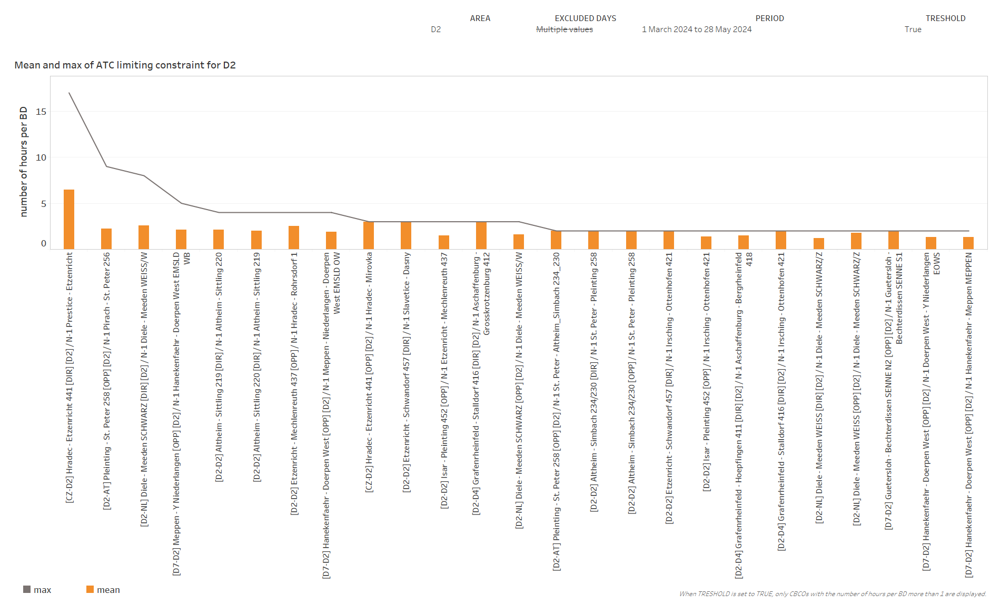 AREA EXCLUDED DAYS PERIOD TRESHOLD
D2 Multiple values 1 March 2024 to 28 May 2024 True
Mean and max of ATC limiting constraint for D2
number of hours per BD
15
10
5
0
[CZ-D2] Hradec - Etzenricht 441 [DIR] [D2] / N-1 Prestice - Etzenricht
[D2-AT] Pleinting - St. Peter 258 [OPP] [D2] / N-1 Pirach - St. Peter 256
[D2-NL] Diele - Meeden SCHWARZ [DIR] [D2] / N-1 Diele - Meeden WEISS/W
[D7-D2] Meppen - Y Niederlangen [OPP] [D2] / N-1 Hanekenfaehr - Doerpen West EMSLD
WB
[D2-D2] Altheim - Sittling 219 [DIR] / N-1 Altheim - Sittling 220
[D2-D2] Altheim - Sittling 220 [DIR] / N-1 Altheim - Sittling 219
[D2-D2] Etzenricht - Mechlenreuth 437 [OPP] / N-1 Hradec - Rohrsdorf 1
[D7-D2] Hanekenfaehr - Doerpen West [OPP] [D2] / N-1 Meppen - Niederlangen - Doerpen
West EMSLD OW
[CZ-D2] Hradec - Etzenricht 441 [OPP] [D2] / N-1 Hradec - Mirovka
[D2-D2] Etzenricht - Schwandorf 457 [DIR] / N-1 Slavetice - Dasny
[D2-D2] Isar - Pleinting 452 [OPP] / N-1 Etzenricht - Mechlenreuth 437
[D2-D4] Grafenrheinfeld - Stalldorf 416 [DIR] [D2] / N-1 Aschaffenburg -
Grosskrotzenburg 412
[D2-NL] Diele - Meeden SCHWARZ [OPP] [D2] / N-1 Diele - Meeden WEISS/W
[D2-AT] Pleinting - St. Peter 258 [OPP] [D2] / N-1 St. Peter - Altheim_Simbach 234_230
[D2-D2] Altheim - Simbach 234/230 [DIR] / N-1 St. Peter - Pleinting 258
[D2-D2] Altheim - Simbach 234/230 [OPP] / N-1 St. Peter - Pleinting 258
[D2-D2] Etzenricht - Schwandorf 457 [DIR] / N-1 Irsching - Ottenhofen 421
[D2-D2] Isar - Pleinting 452 [OPP] / N-1 Irsching - Ottenhofen 421
[D2-D4] Grafenrheinfeld - Hoepfingen 411 [DIR] [D2] / N-1 Aschaffenburg - Bergrheinfeld
418
[D2-D4] Grafenrheinfeld - Stalldorf 416 [DIR] [D2] / N-1 Irsching - Ottenhofen 421
[D2-NL] Diele - Meeden WEISS [DIR] [D2] / N-1 Diele - Meeden SCHWARZ/Z
[D2-NL] Diele - Meeden WEISS [OPP] [D2] / N-1 Diele - Meeden SCHWARZ/Z
[D7-D2] Guetersloh - Bechterdissen SENNE N2 [OPP] [D2] / N-1 Guetersloh -
Bechterdissen SENNE S1
[D7-D2] Hanekenfaehr - Doerpen West [OPP] [D2] / N-1 Doerpen West - Y Niederlangen
EOWS
[D7-D2] Hanekenfaehr - Doerpen West [OPP] [D2] / N-1 Hanekenfaehr - Meppen MEPPEN
max mean
When TRESHOLD is set to TRUE, only CBCOs with the number of hours per BD more than 1 are displayed.